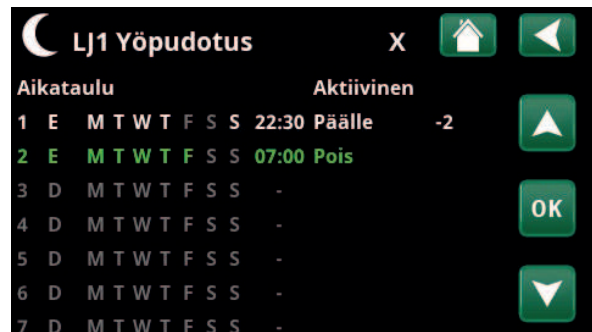 LJ1 Yöpudotus X
Aikataulu Aktiivinen
1 E M T W T F S S 22:30 Päälle -2
2 E M T W T F S S 07:00 Pois
3 D M T W T F S S -
4 D M T W T F S S -
OK
5 D M T W T F S S -
6 D M T W T F S S -
7 D M T W T F S S